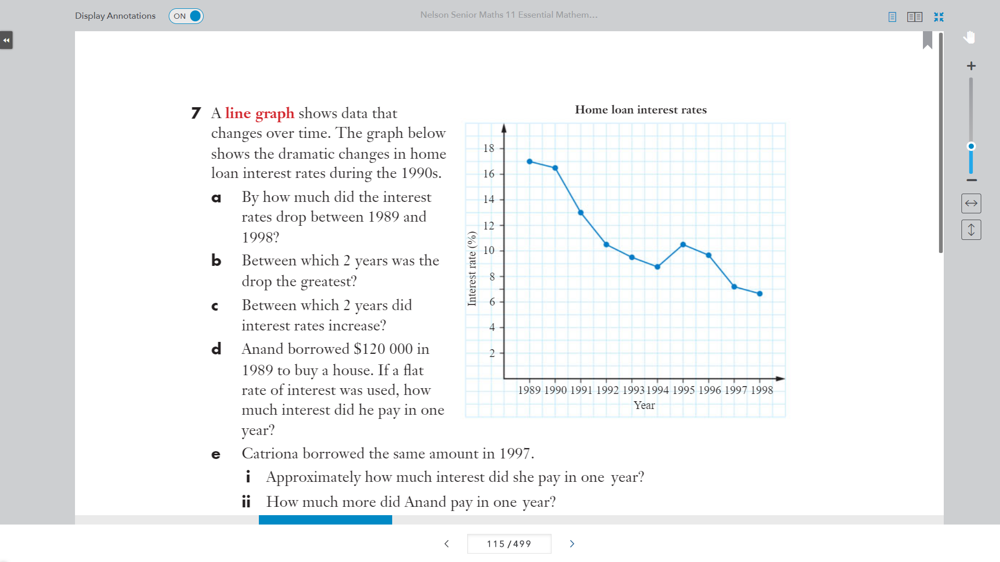 Display Annotations
ON
Nelson Senior Maths 11 Essential Mathem...
7 A line graph shows data that
changes over time. The graph below
shows the dramatic changes in home
loan interest rates during the 1990s.
a By how much did the interest
rates drop between 1989 and
1998?
b Between which 2 years was the
drop the greatest?
c Between which 2 years did
interest rates increase?
d Anand borrowed $120 000 in
1989 to buy a house. If a flat
rate of interest was used, how
much interest did he pay in one
year?
Home loan interest rates
Interest rate (%)
18
16
14
12
10
8
6
4
2
1989 1990 1991 1992 1993 1994 1995 1996 1997 1998
Year
e Catriona borrowed the same amount in 1997.
i Approximately how much interest did she pay in one year?
ii How much more did Anand pay in one year?
115 / 499